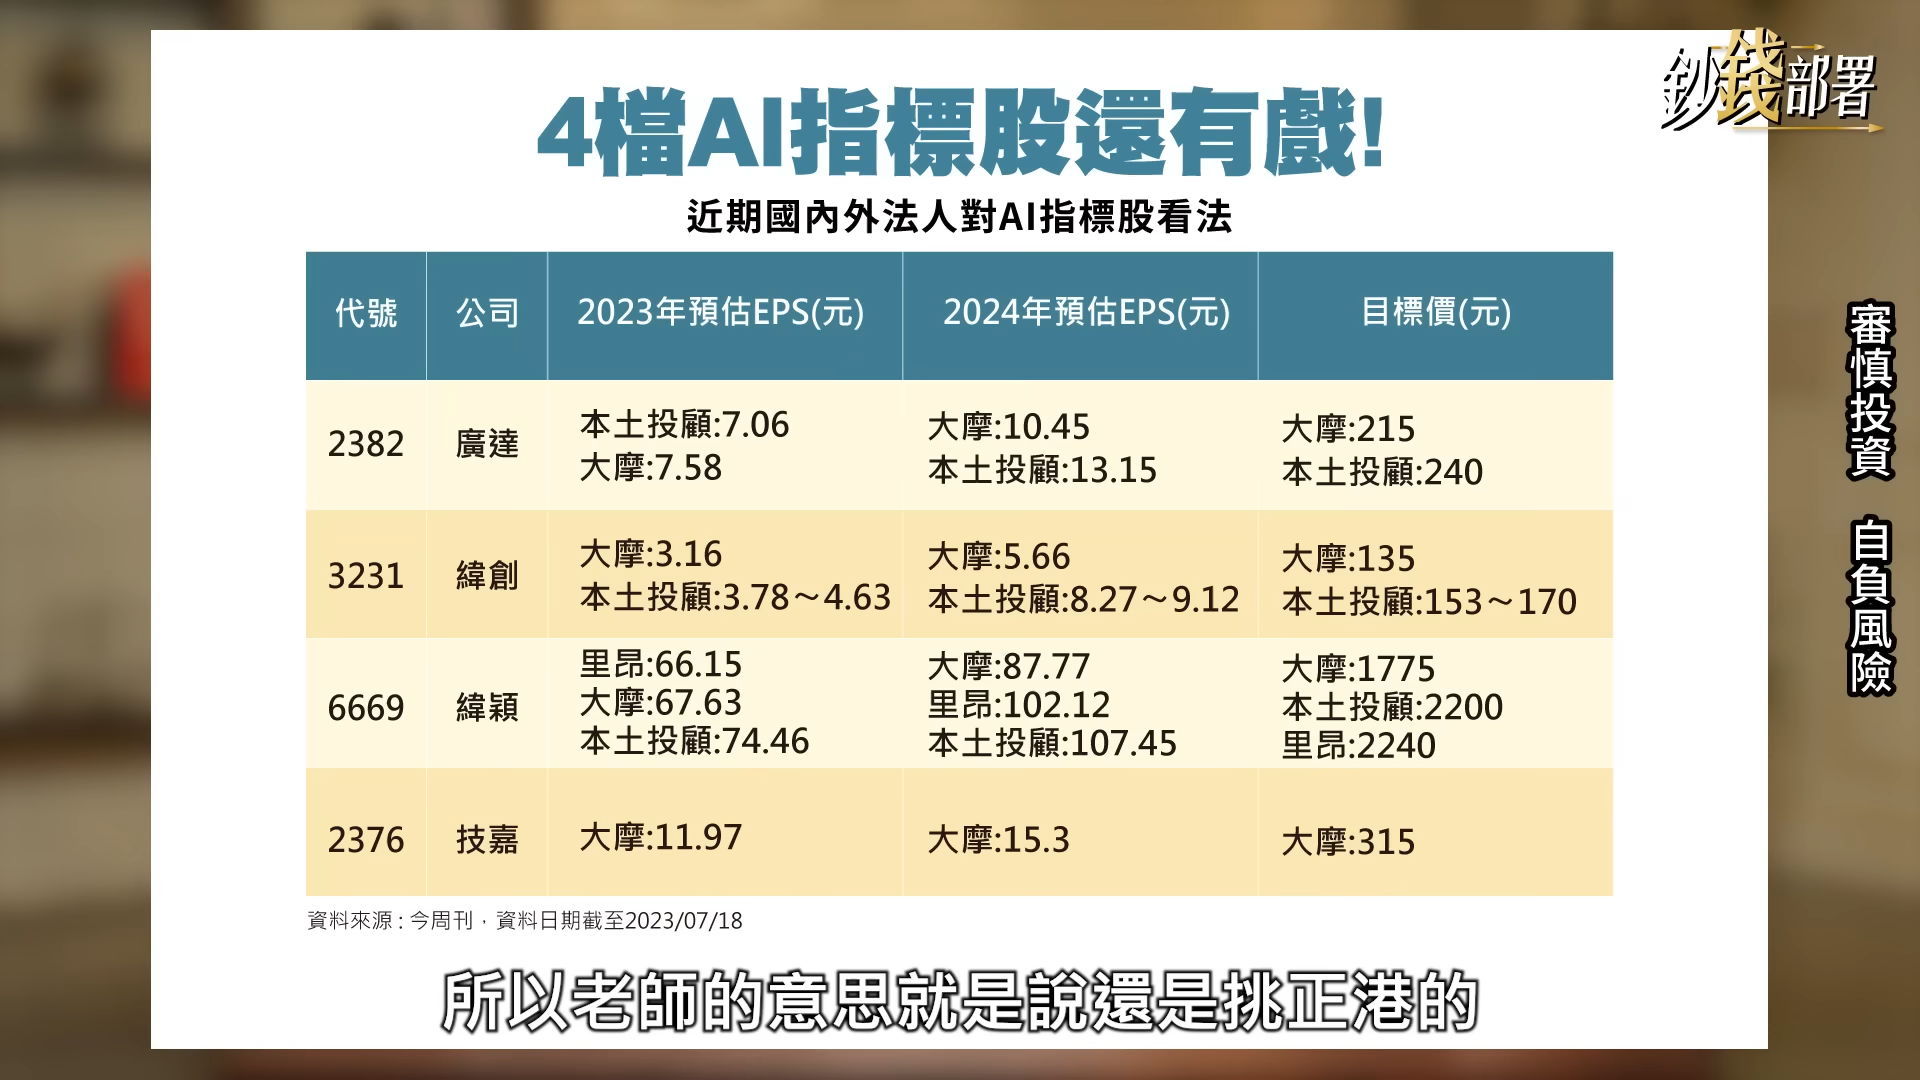 鈔錢部署
4檔AI指標股還有戲!
近期國內外法人對AI指標股看法
代號 公司 2023年預估EPS(元) 2024年預估EPS(元) 目標價(元)
2382 廣達 本土投顧:7.06 大摩:10.45 大摩:215
大摩:7.58 本土投顧:13.15 本土投顧:240
3231 緯創 大摩:3.16 大摩:5.66 大摩:135
本土投顧:3.78～4.63 本土投顧:8.27～9.12 本土投顧:153～170
6669 緯穎 里昂:66.15 大摩:87.77 大摩:1775
大摩:67.63 里昂:102.12 本土投顧:2200
本土投顧:74.46 本土投顧:107.45 里昂:2240
2376 技嘉 大摩:11.97 大摩:15.3 大摩:315
資料來源 : 今周刊，資料日期截至2023/07/18
審慎投資 自負風險
所以老師的意思就是說還是挑正港的